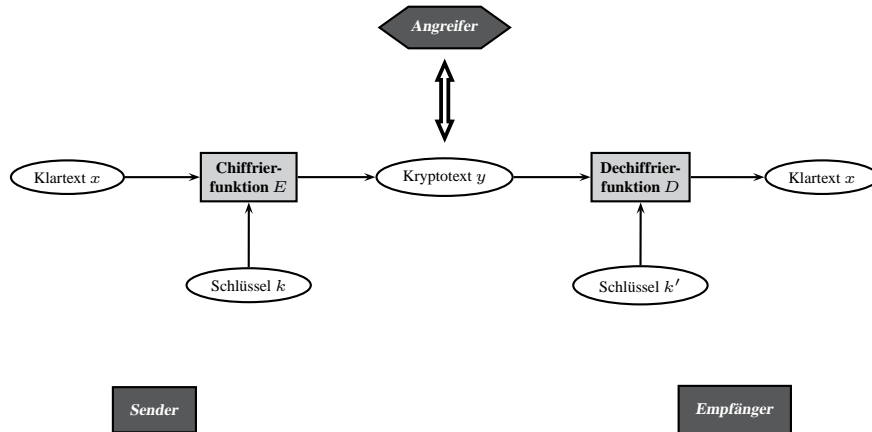 Angreifer
Klartext x
Chiffrier-
funktion E
Kryptotext y
Dechiffrier-
funktion D
Klartext x
Schlüssel k
Schlüssel k′
Sender
Empfänger